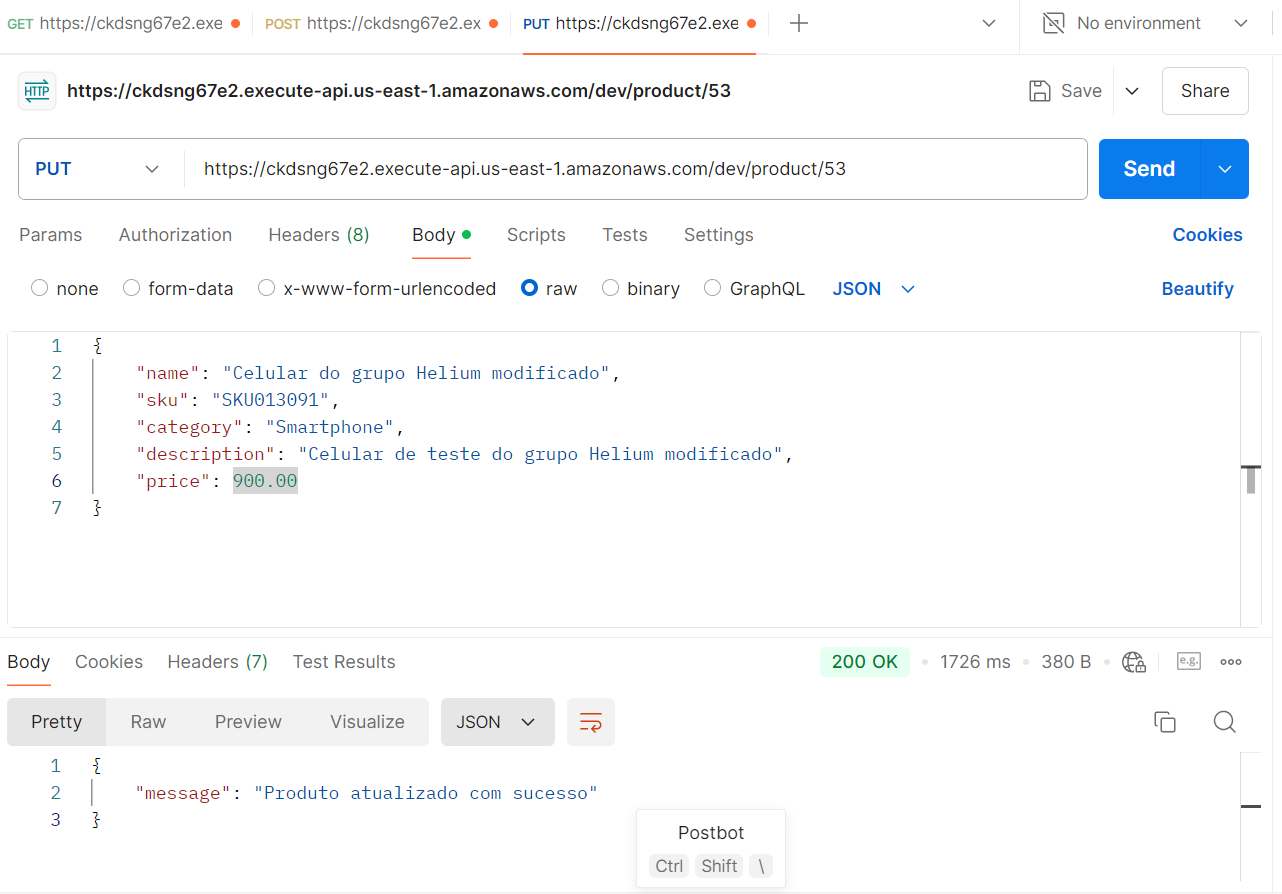 GET https://ckdsng67e2.exe POST https://ckdsng67e2.ex PUT https://ckdsng67e2.exe No environment
HTTP https://ckdsng67e2.execute-api.us-east-1.amazonaws.com/dev/product/53 Save Share
PUT https://ckdsng67e2.execute-api.us-east-1.amazonaws.com/dev/product/53 Send
Params Authorization Headers (8) Body Scripts Tests Settings Cookies
none form-data x-www-form-urlencoded raw binary GraphQL JSON Beautify
1 {
2 "name": "Celular do grupo Helium modificado",
3 "sku": "SKU013091",
4 "category": "Smartphone",
5 "description": "Celular de teste do grupo Helium modificado",
6 "price": 900.00
7 }
Body Cookies Headers (7) Test Results 200 OK 1726 ms 380 B e.g.
Pretty Raw Preview Visualize JSON
1 {
2 "message": "Produto atualizado com sucesso"
3 }
Postbot
Ctrl Shift \